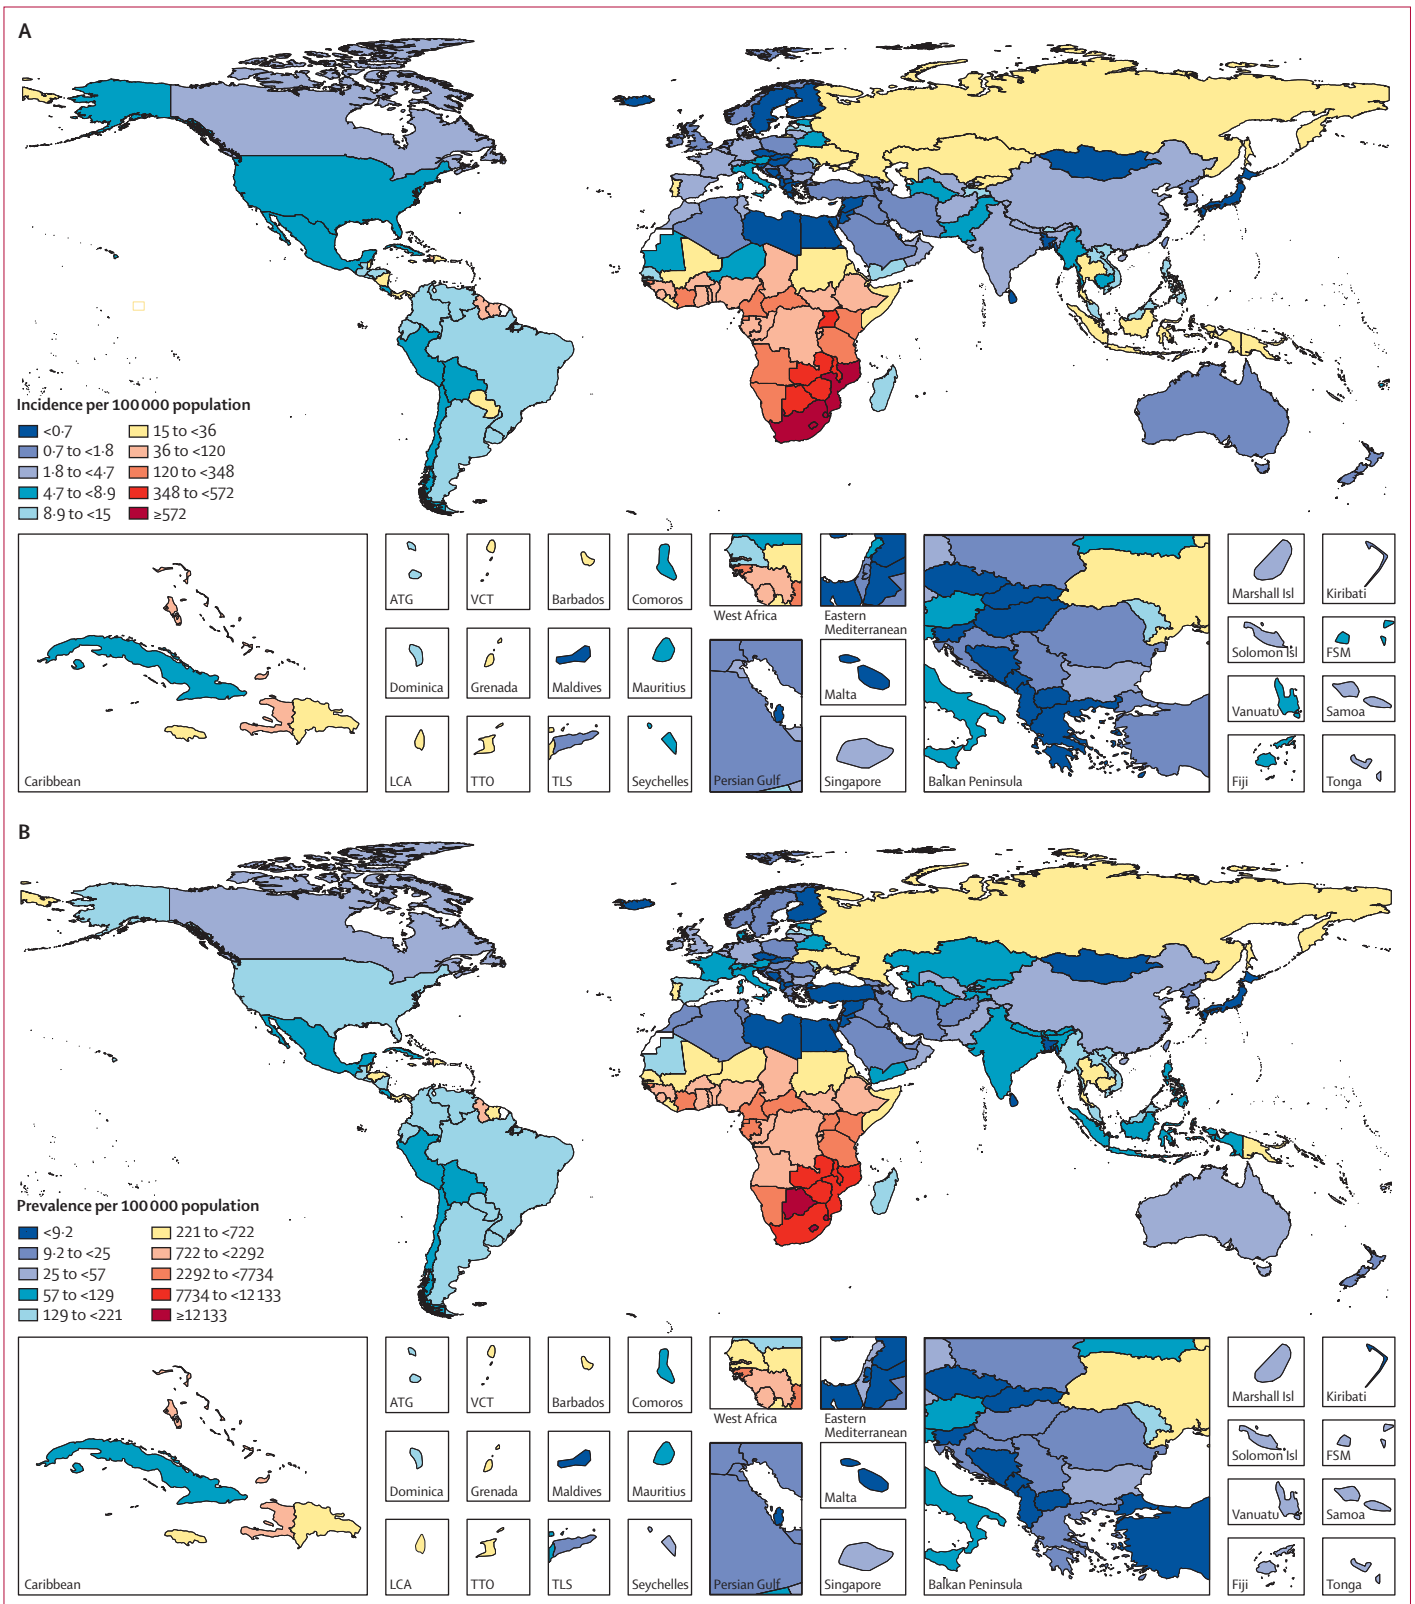 A
Incidence per 100 000 population
<0·7
0·7 to <1·8
1·8 to <4·7
4·7 to <8·9
8·9 to <15
15 to <36
36 to <120
120 to <348
348 to <572
≥572
Caribbean
ATG
VCT
Barbados
Comoros
Dominica
Grenada
Maldives
Mauritius
LCA
TTO
TLS
Seychelles
West Africa
Eastern
Mediterranean
Persian Gulf
Malta
Singapore
Balkan Peninsula
Marshall Isl
Kiribati
Solomon Isl
FSM
Vanuatu
Samoa
Fiji
Tonga
B
Prevalence per 100 000 population
<9·2
9·2 to <25
25 to <57
57 to <129
129 to <221
221 to <722
722 to <2292
2292 to <7734
7734 to <12 133
≥12 133
Caribbean
ATG
VCT
Barbados
Comoros
Dominica
Grenada
Maldives
Mauritius
LCA
TTO
TLS
Seychelles
West Africa
Eastern
Mediterranean
Persian Gulf
Malta
Singapore
Balkan Peninsula
Marshall Isl
Kiribati
Solomon Isl
FSM
Vanuatu
Samoa
Fiji
Tonga